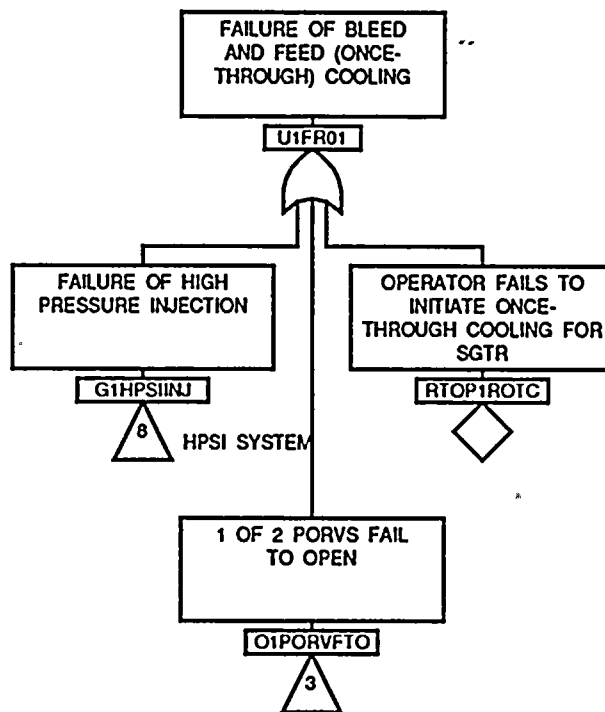 FAILURE OF BLEED
AND FEED (ONCE-
THROUGH) COOLING
U1FR01
FAILURE OF HIGH
PRESSURE INJECTION
G1HPSIINJ
8
HPSI SYSTEM
OPERATOR FAILS TO
INITIATE ONCE-
THROUGH COOLING FOR
SGTR
RTOP1ROTC
1 OF 2 PORVS FAIL
TO OPEN
O1PORVFTO
3